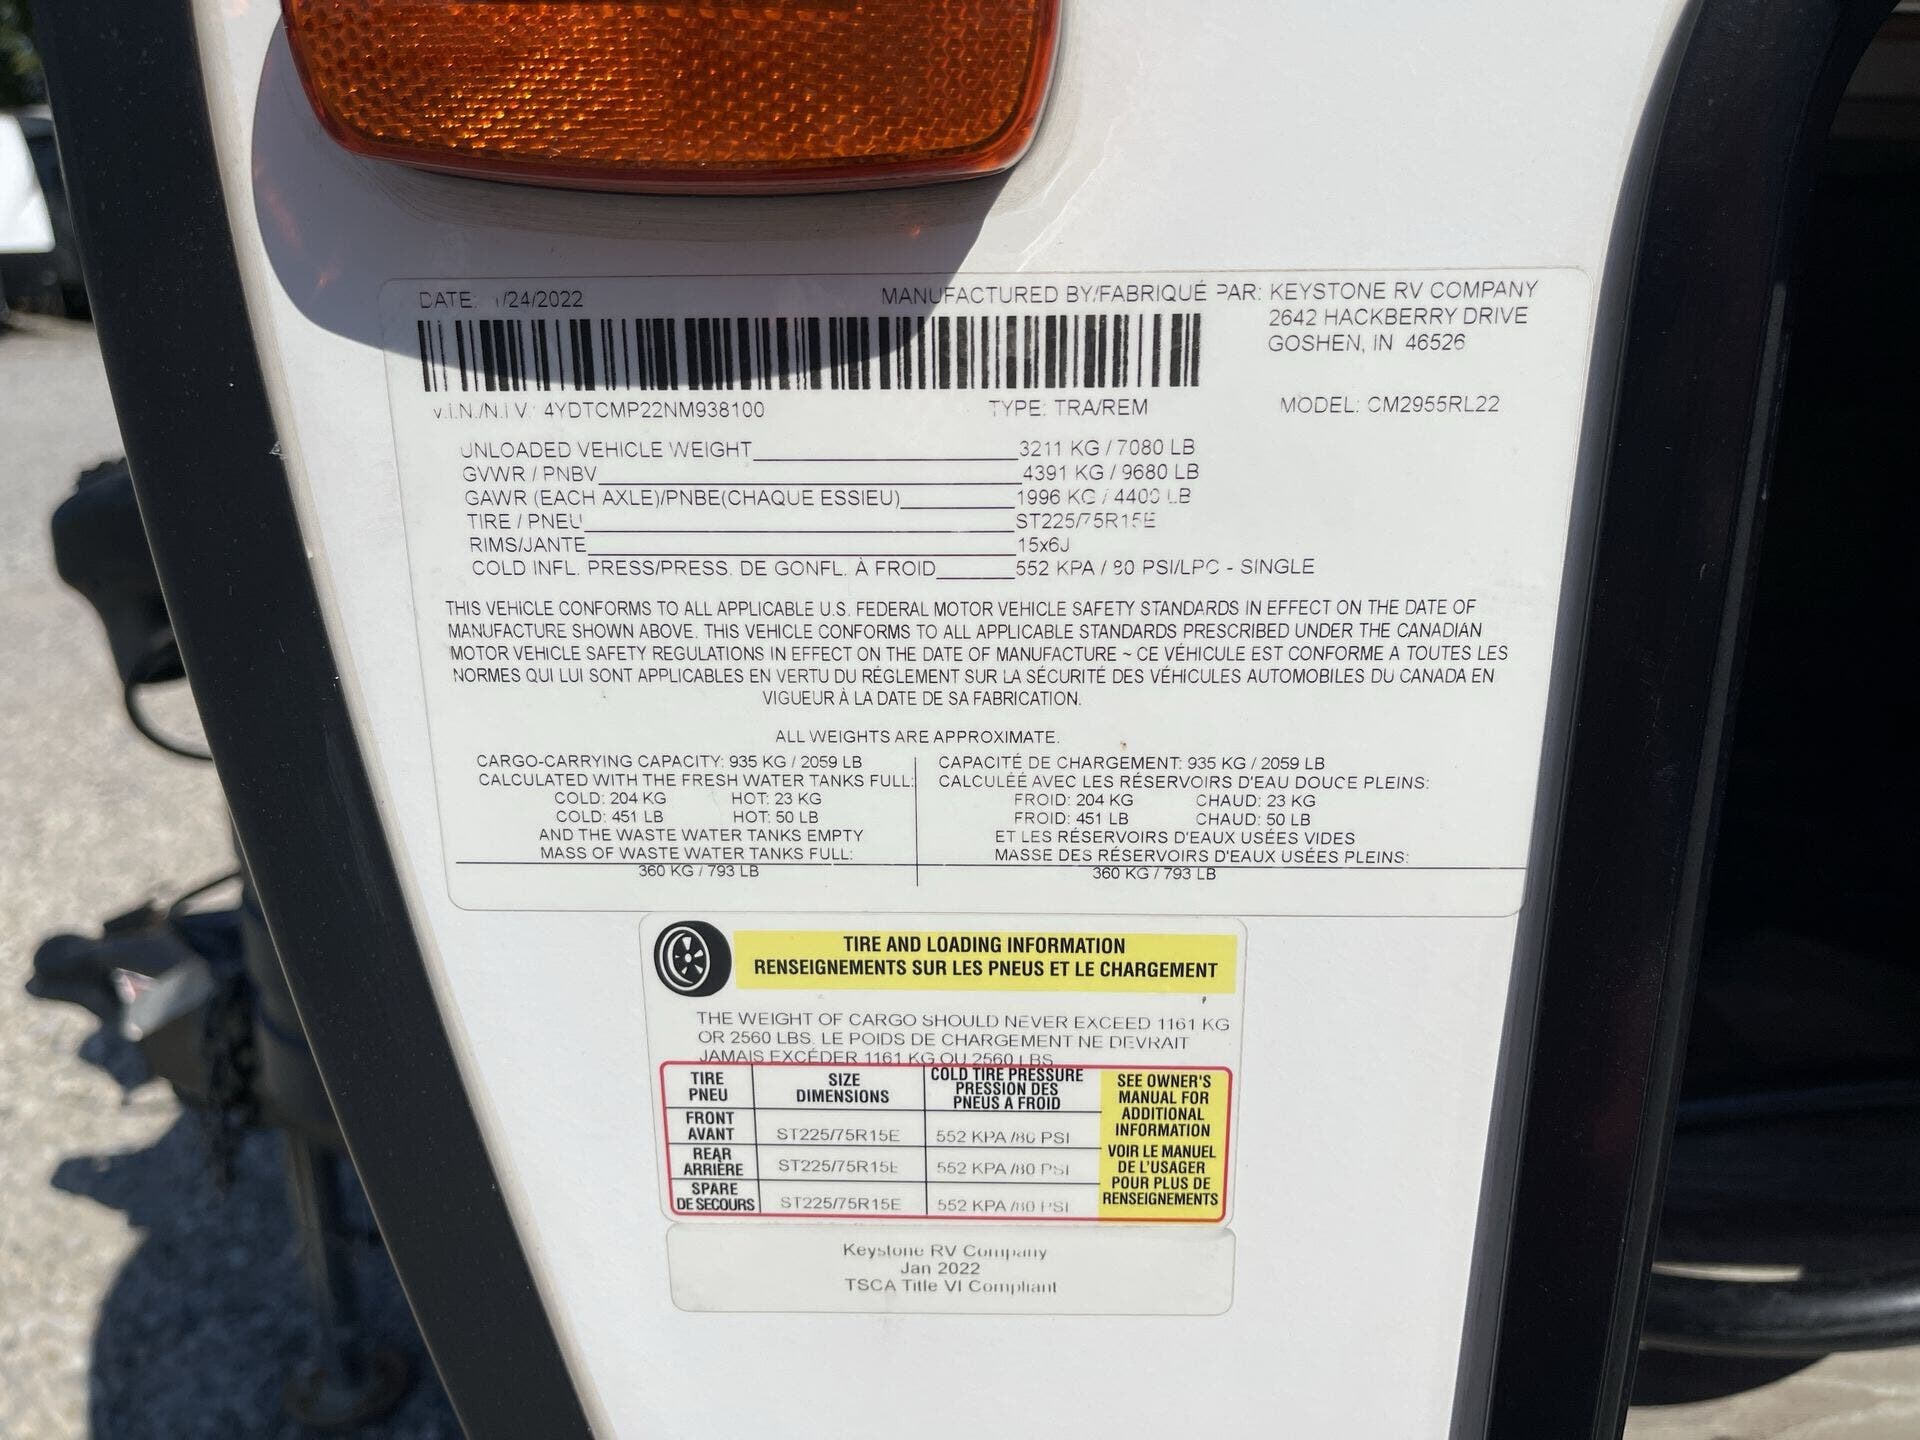 DATE: 1/24/2022
MANUFACTURED BY/FABRIQUÉ PAR: KEYSTONE RV COMPANY
2642 HACKBERRY DRIVE
GOSHEN, IN 46526
V.I.N./N.I.V.: 4YDTCMP22NM938100 TYPE: TRA/REM MODEL: CM2955RL22
UNLOADED VEHICLE WEIGHT 3211 KG / 7080 LB
GVWR / PNBV 4391 KG / 9680 LB
GAWR (EACH AXLE)/PNBE(CHAQUE ESSIEU) 1996 KG / 4400 LB
TIRE / PNEU ST225/75R15E
RIMS/JANTE 15x6J
COLD INFL. PRESS/PRESS. DE GONFL. À FROID 552 KPA / 80 PSI/LPC - SINGLE
THIS VEHICLE CONFORMS TO ALL APPLICABLE U.S. FEDERAL MOTOR VEHICLE SAFETY STANDARDS IN EFFECT ON THE DATE OF
MANUFACTURE SHOWN ABOVE. THIS VEHICLE CONFORMS TO ALL APPLICABLE STANDARDS PRESCRIBED UNDER THE CANADIAN
MOTOR VEHICLE SAFETY REGULATIONS IN EFFECT ON THE DATE OF MANUFACTURE ~ CE VÉHICULE EST CONFORME À TOUTES LES
NORMES QUI LUI SONT APPLICABLES EN VERTU DU RÉGLEMENT SUR LA SÉCURITÉ DES VÉHICULES AUTOMOBILES DU CANADA EN
VIGUEUR À LA DATE DE SA FABRICATION.
ALL WEIGHTS ARE APPROXIMATE.
CARGO-CARRYING CAPACITY: 935 KG / 2059 LB
CALCULATED WITH THE FRESH WATER TANKS FULL:
COLD: 204 KG HOT: 23 KG
COLD: 451 LB HOT: 50 LB
AND THE WASTE WATER TANKS EMPTY
MASS OF WASTE WATER TANKS FULL:
360 KG / 793 LB
CAPACITÉ DE CHARGEMENT: 935 KG / 2059 LB
CALCULÉÉ AVEC LES RÉSERVOIRS D'EAU DOUCE PLEINS:
FROID: 204 KG CHAUD: 23 KG
FROID: 451 LB CHAUD: 50 LB
ET LES RÉSERVOIRS D'EAUX USÉES VIDES
MASSE DES RÉSERVOIRS D'EAUX USÉES PLEINS:
360 KG / 793 LB
TIRE AND LOADING INFORMATION
RENSEIGNEMENTS SUR LES PNEUS ET LE CHARGEMENT
THE WEIGHT OF CARGO SHOULD NEVER EXCEED 1161 KG
OR 2560 LBS. LE POIDS DE CHARGEMENT NE DEVRAIT
JAMAIS EXCÉDER 1161 KG OU 2560 LBS
TIRE
PNEU
SIZE
DIMENSIONS
COLD TIRE PRESSURE
PRESSION DES
PNEUS A FROID
FRONT
AVANT ST225/75R15E 552 KPA /80 PSI
REAR
ARRIÈRE ST225/75R15E 552 KPA /80 PSI
SPARE
DE SECOURS ST225/75R15E 552 KPA /80 PSI
SEE OWNER'S
MANUAL FOR
ADDITIONAL
INFORMATION
VOIR LE MANUEL
DE L'USAGER
POUR PLUS DE
RENSEIGNEMENTS
Keystone RV Company
Jan 2022
TSCA Title VI Compliant